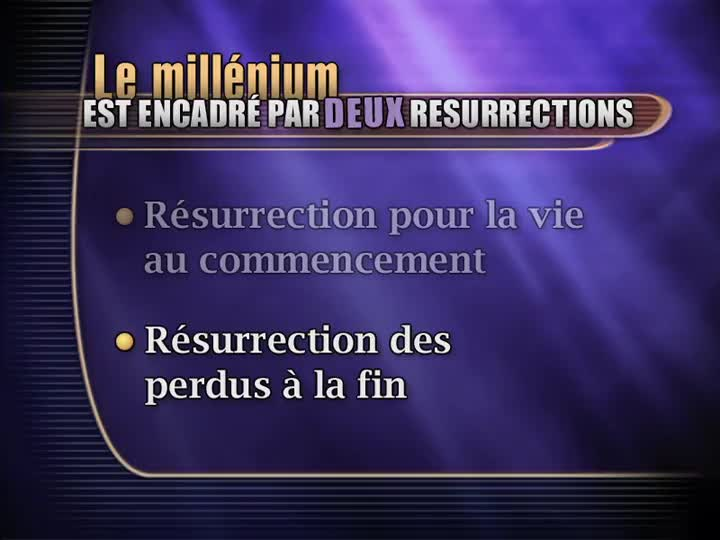 Le millénium
EST ENCADRÉ PAR DEUX RESURRECTIONS
Résurrection pour la vie
au commencement
Résurrection des
perdus à la fin